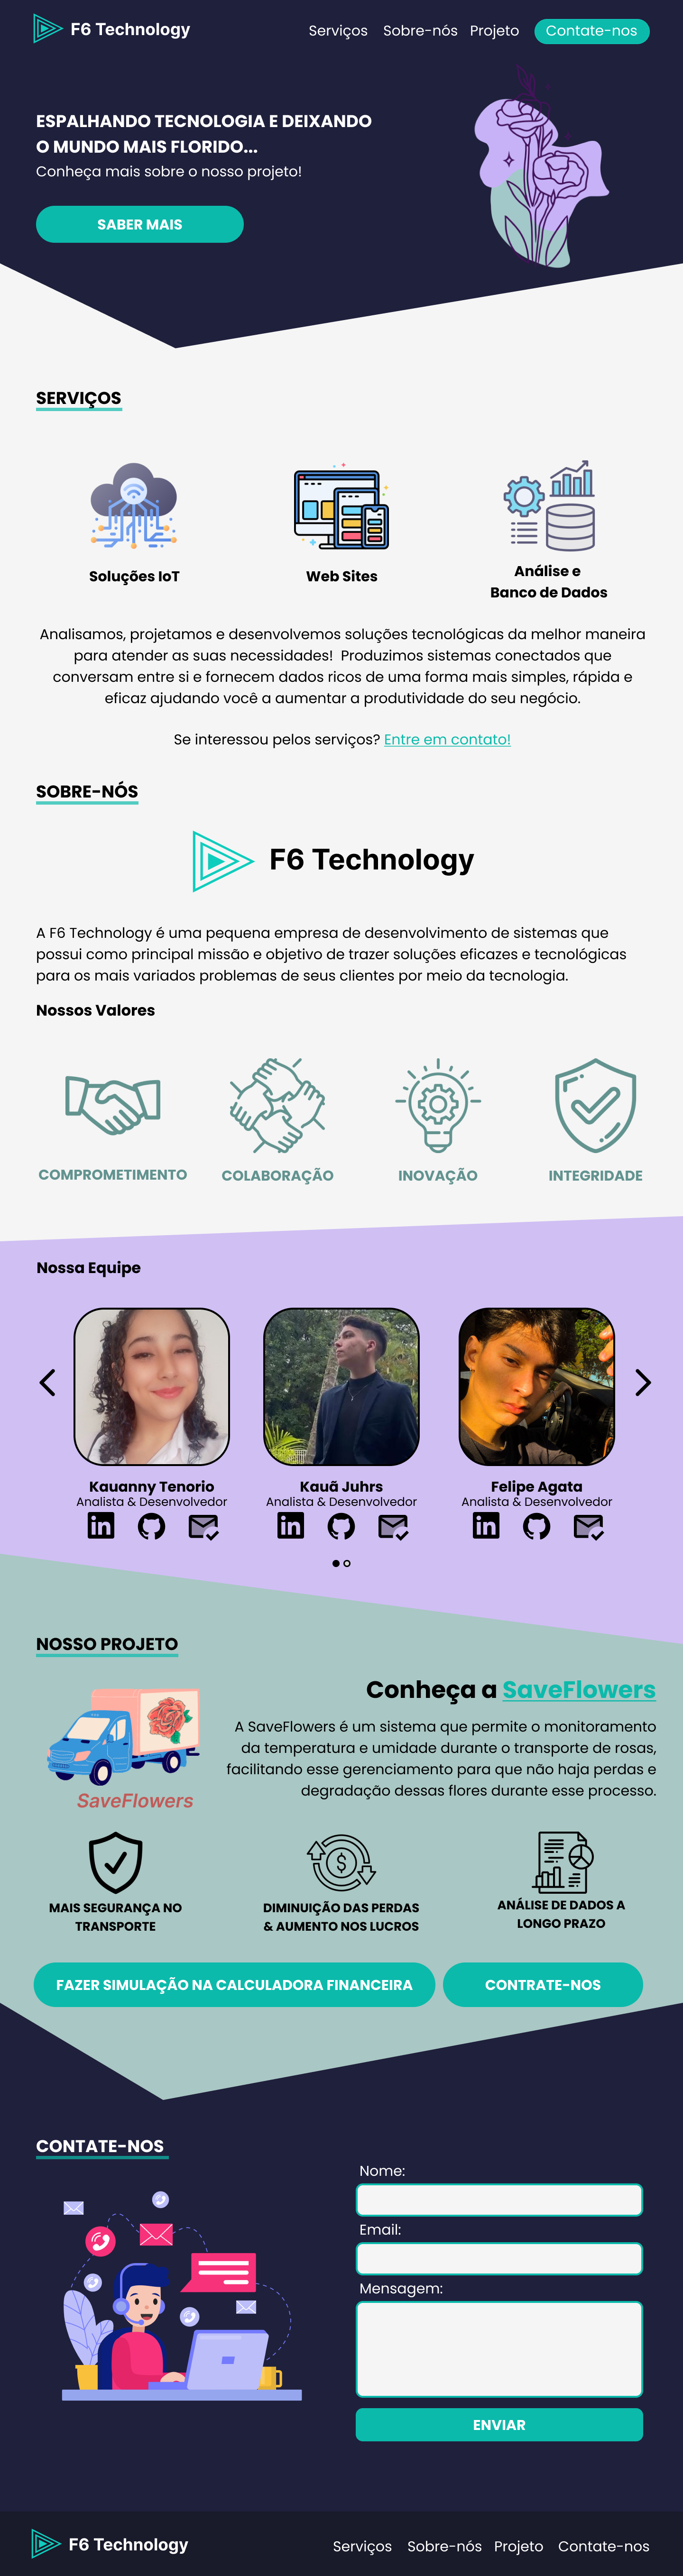 F6 Technology
Serviços Sobre-nós Projeto Contate-nos
ESPALHANDO TECNOLOGIA E DEIXANDO
O MUNDO MAIS FLORIDO...
Conheça mais sobre o nosso projeto!
SABER MAIS
SERVIÇOS
Soluções IoT
Web Sites
Análise e
Banco de Dados
Analisamos, projetamos e desenvolvemos soluções tecnológicas da melhor maneira
para atender as suas necessidades! Produzimos sistemas conectados que
conversam entre si e fornecem dados ricos de uma forma mais simples, rápida e
eficaz ajudando você a aumentar a produtividade do seu negócio.
Se interessou pelos serviços? Entre em contato!
SOBRE-NÓS
F6 Technology
A F6 Technology é uma pequena empresa de desenvolvimento de sistemas que
possui como principal missão e objetivo de trazer soluções eficazes e tecnológicas
para os mais variados problemas de seus clientes por meio da tecnologia.
Nossos Valores
COMPROMETIMENTO
COLABORAÇÃO
INOVAÇÃO
INTEGRIDADE
Nossa Equipe
Kauanny Tenorio
Analista & Desenvolvedor
in
Kauã Juhrs
Analista & Desenvolvedor
in
Felipe Agata
Analista & Desenvolvedor
in
NOSSO PROJETO
SaveFlowers
Conheça a SaveFlowers
A SaveFlowers é um sistema que permite o monitoramento
da temperatura e umidade durante o transporte de rosas,
facilitando esse gerenciamento para que não haja perdas e
degradação dessas flores durante esse processo.
MAIS SEGURANÇA NO
TRANSPORTE
$
DIMINUIÇÃO DAS PERDAS
& AUMENTO NOS LUCROS
ANÁLISE DE DADOS A
LONGO PRAZO
FAZER SIMULAÇÃO NA CALCULADORA FINANCEIRA
CONTRATE-NOS
CONTATE-NOS
Nome:
Email:
Mensagem:
ENVIAR
F6 Technology
Serviços Sobre-nós Projeto Contate-nos